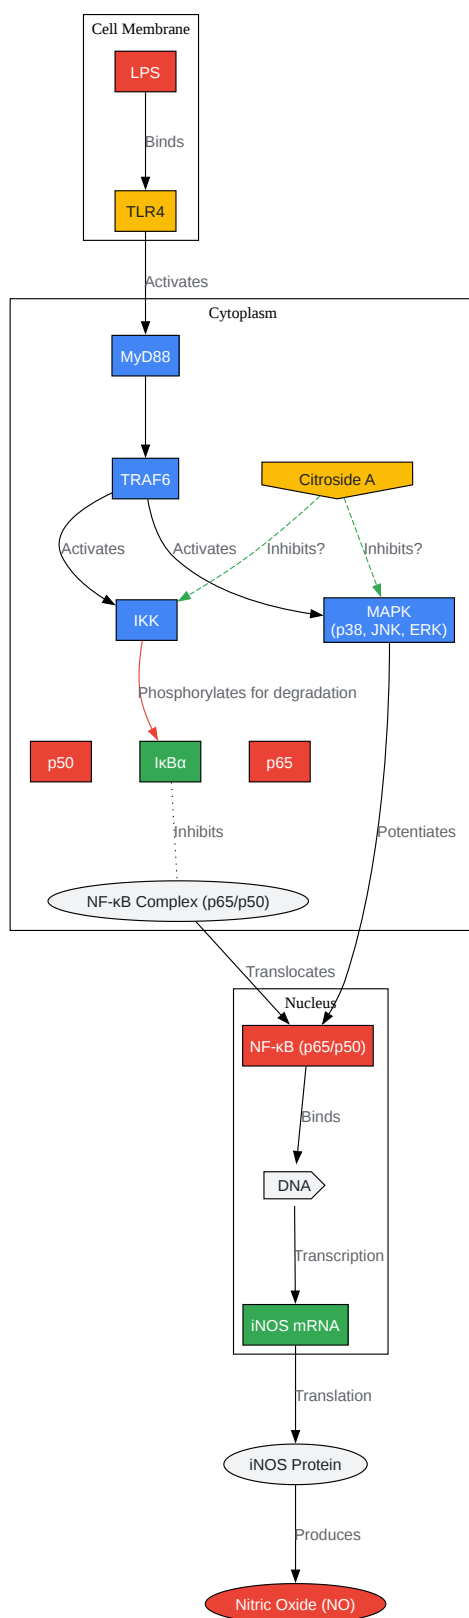 Cell Membrane
LPS
Binds
TLR4
Activates
Cytoplasm
MyD88
TRAF6
Citroside A
Activates
Activates
Inhibits?
Inhibits?
IKK
MAPK
(p38, JNK, ERK)
Phosphorylates for degradation
p50
IκBα
p65
Inhibits
Potentiates
NF-κB Complex (p65/p50)
Translocates
Nucleus
NF-κB (p65/p50)
Binds
DNA
Transcription
iNOS mRNA
Translation
iNOS Protein
Produces
Nitric Oxide (NO)